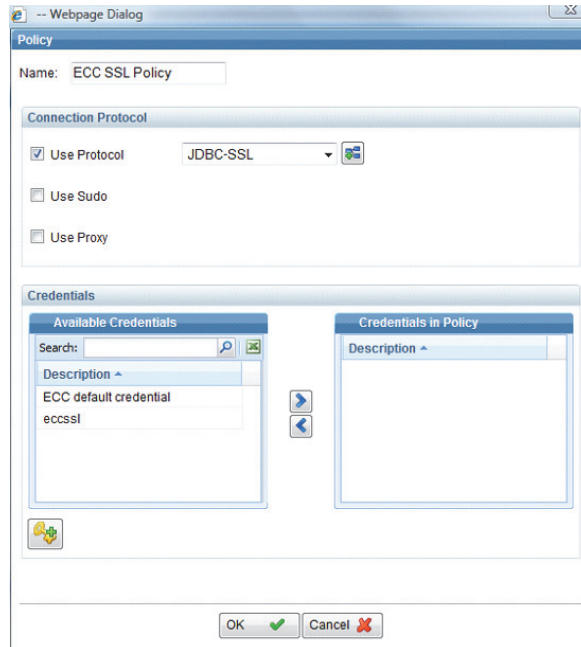 -- Webpage Dialog
Policy
Name: ECC SSL Policy
Connection Protocol
Use Protocol JDBC-SSL
Use Sudo
Use Proxy
Credentials
Available Credentials
Search:
Description
ECC default credential
eccssl
Credentials in Policy
Description
OK Cancel